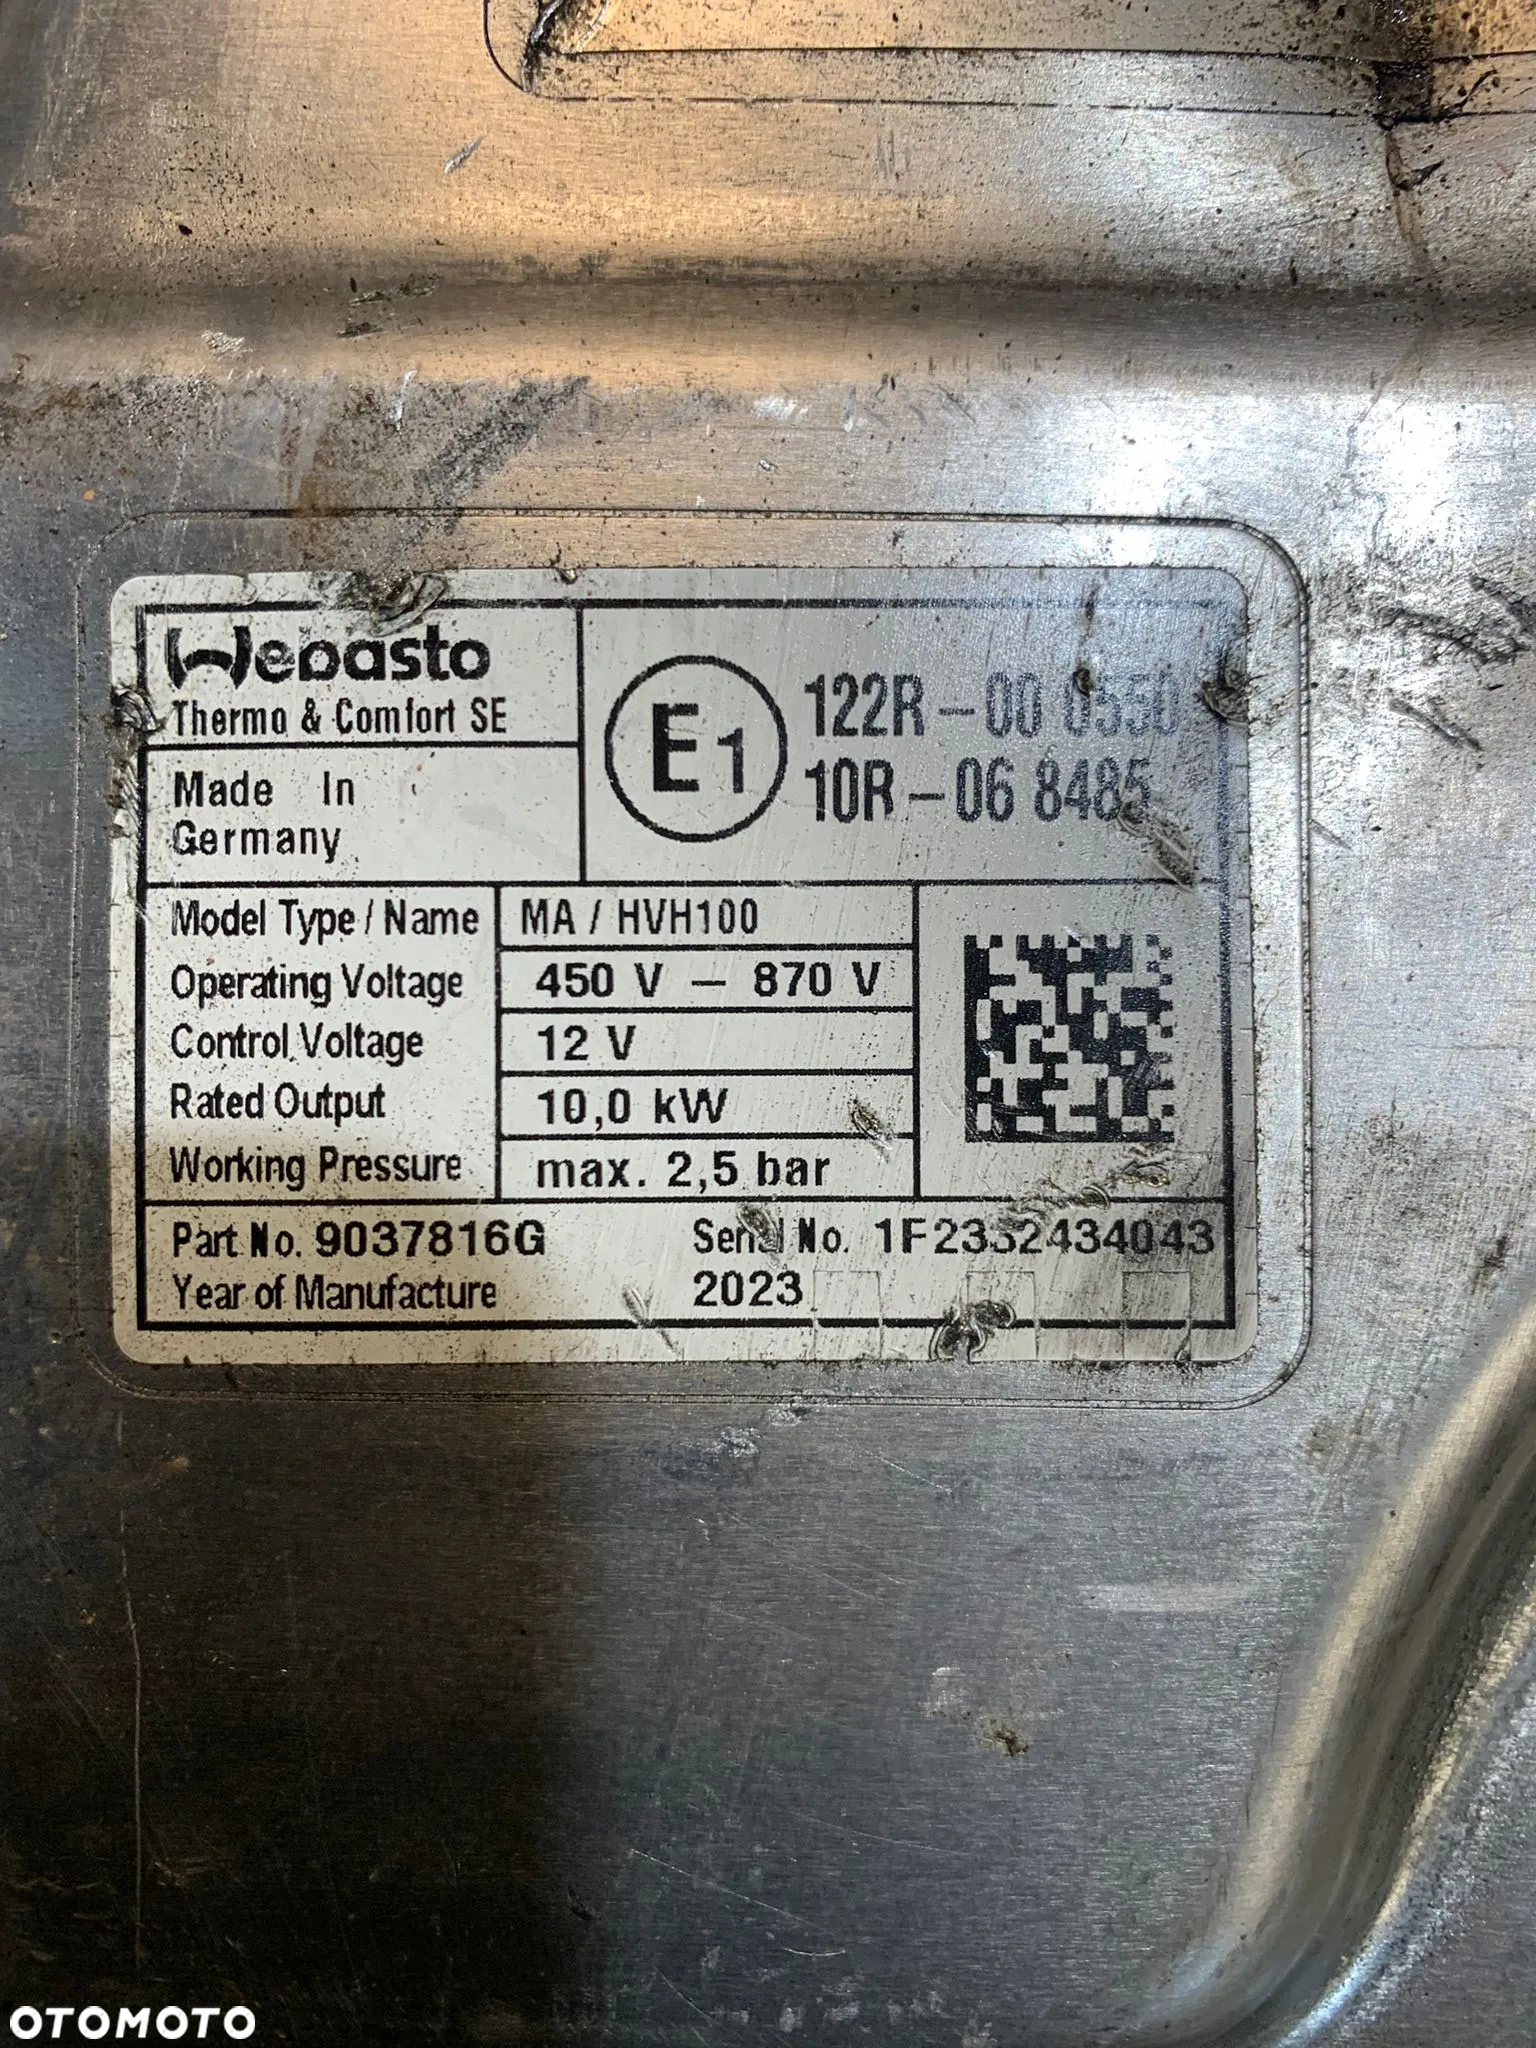 Webasto
Thermo & Comfort SE
Made In
Germany
E1
122R-00 0550
10R-06 8485
Model Type / Name MA / HVH100
Operating Voltage 450 V - 870 V
Control Voltage 12 V
Rated Output 10,0 kW
Working Pressure max. 2,5 bar
Part No. 9037816G Serial No.
Year of Manufacture 2023
OTOMOTO